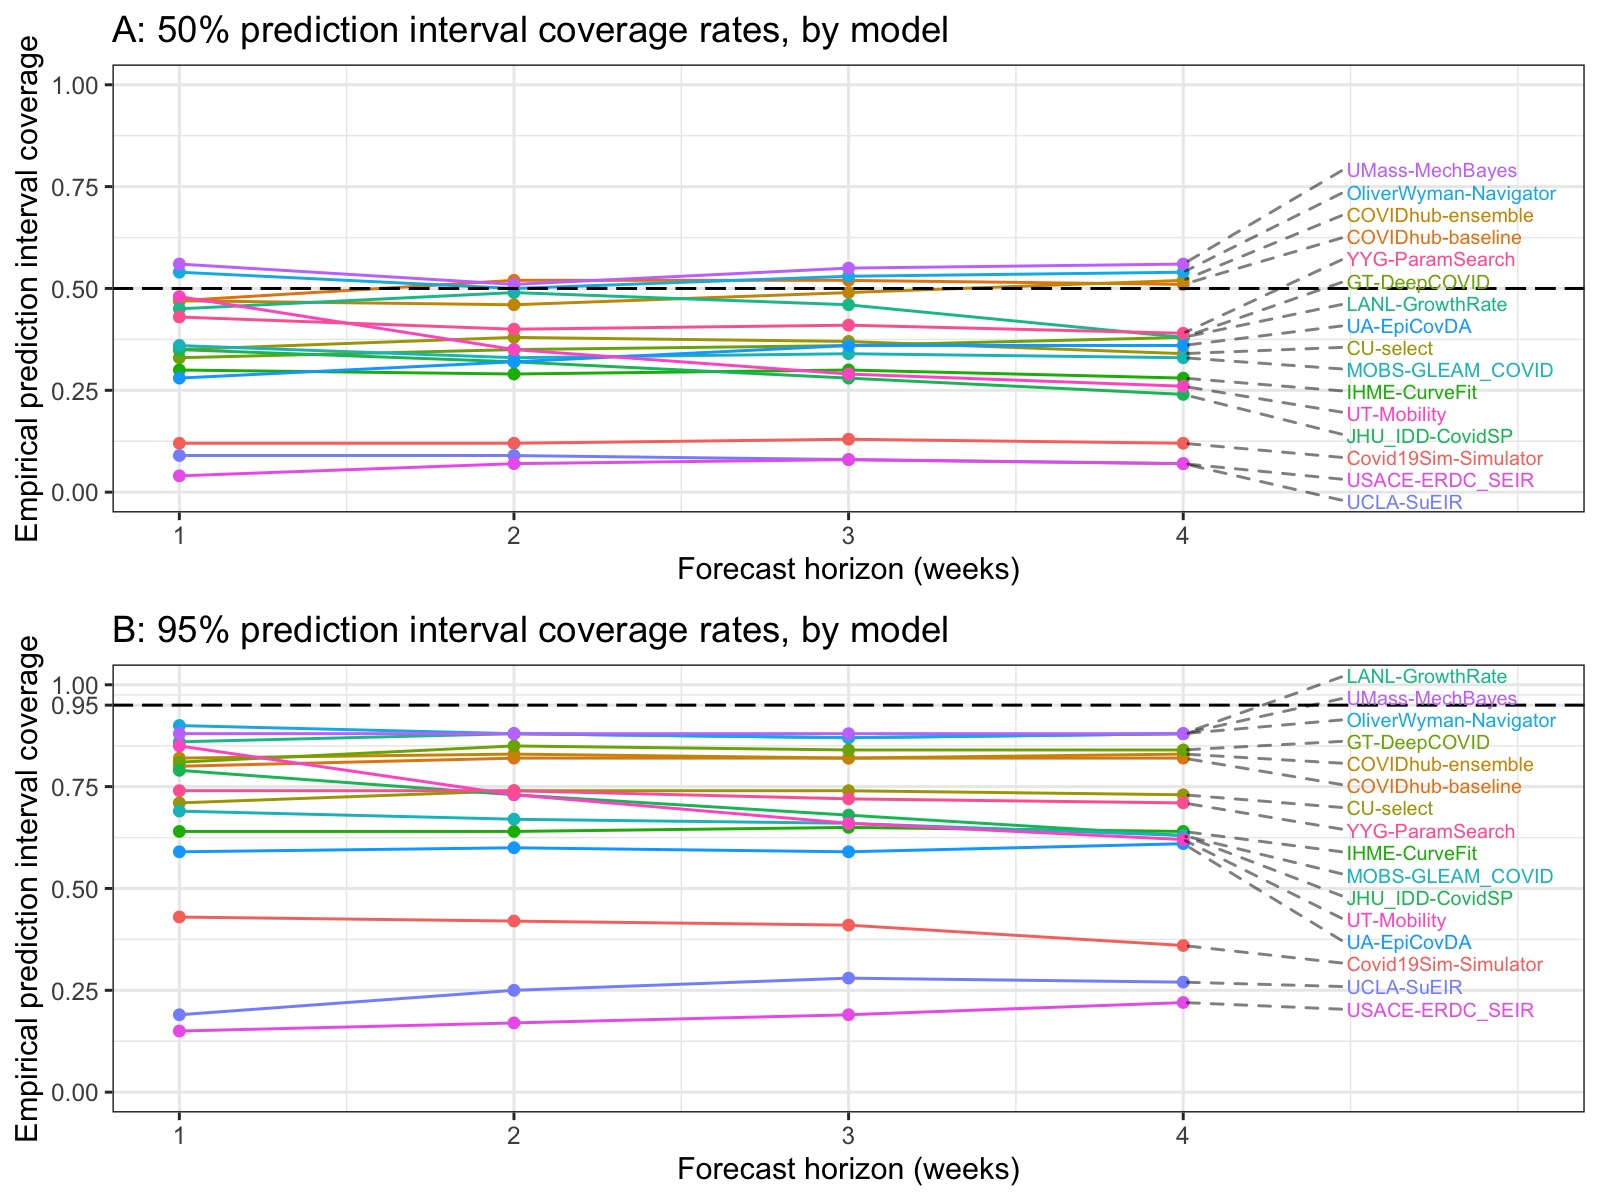 A: 50% prediction interval coverage rates, by model
Empirical prediction interval coverage
1.00
0.75
0.50
0.25
0.00
UMass-MechBayes
OliverWyman-Navigator
COVIDhub-ensemble
COVIDhub-baseline
YYG-ParamSearch
GT-DeepCOVID
LANL-GrowthRate
UA-EpiCovDA
CU-select
MOBS-GLEAM_COVID
IHME-CurveFit
UT-Mobility
JHU_IDD-CovidSP
Covid19Sim-Simulator
USACE-ERDC_SEIR
UCLA-SuEIR
1 2 3 4
Forecast horizon (weeks)
B: 95% prediction interval coverage rates, by model
Empirical prediction interval coverage
1.00
0.95
0.75
0.50
0.25
0.00
LANL-GrowthRate
UMass-MechBayes
OliverWyman-Navigator
GT-DeepCOVID
COVIDhub-ensemble
COVIDhub-baseline
CU-select
YYG-ParamSearch
IHME-CurveFit
MOBS-GLEAM_COVID
JHU_IDD-CovidSP
UT-Mobility
UA-EpiCovDA
Covid19Sim-Simulator
UCLA-SuEIR
USACE-ERDC_SEIR
1 2 3 4
Forecast horizon (weeks)